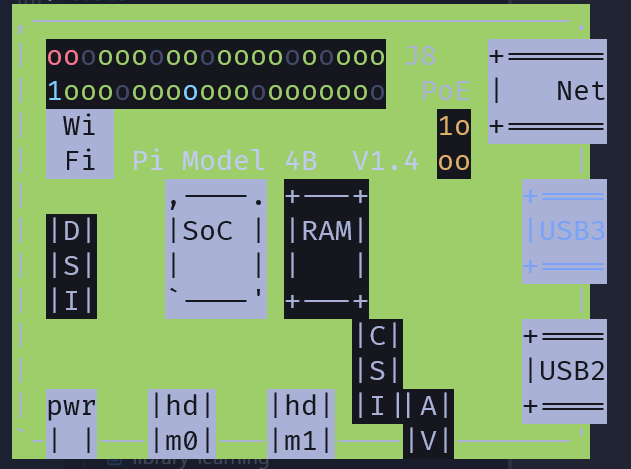 oooooooooooooooooooo J8   +======
1ooooooooooooooooooo  PoE |   Net
Wi 1o +======
Fi  Pi Model 4B  V1.4 oo
,----. +---+ +====
|D| |SoC | |RAM| |USB3
|S| |    | |   | +====
|I| `----' +---+
|C| +====
|S| |USB2
pwr |hd| |hd| |I||A| +====
| | |m0| |m1| |V|